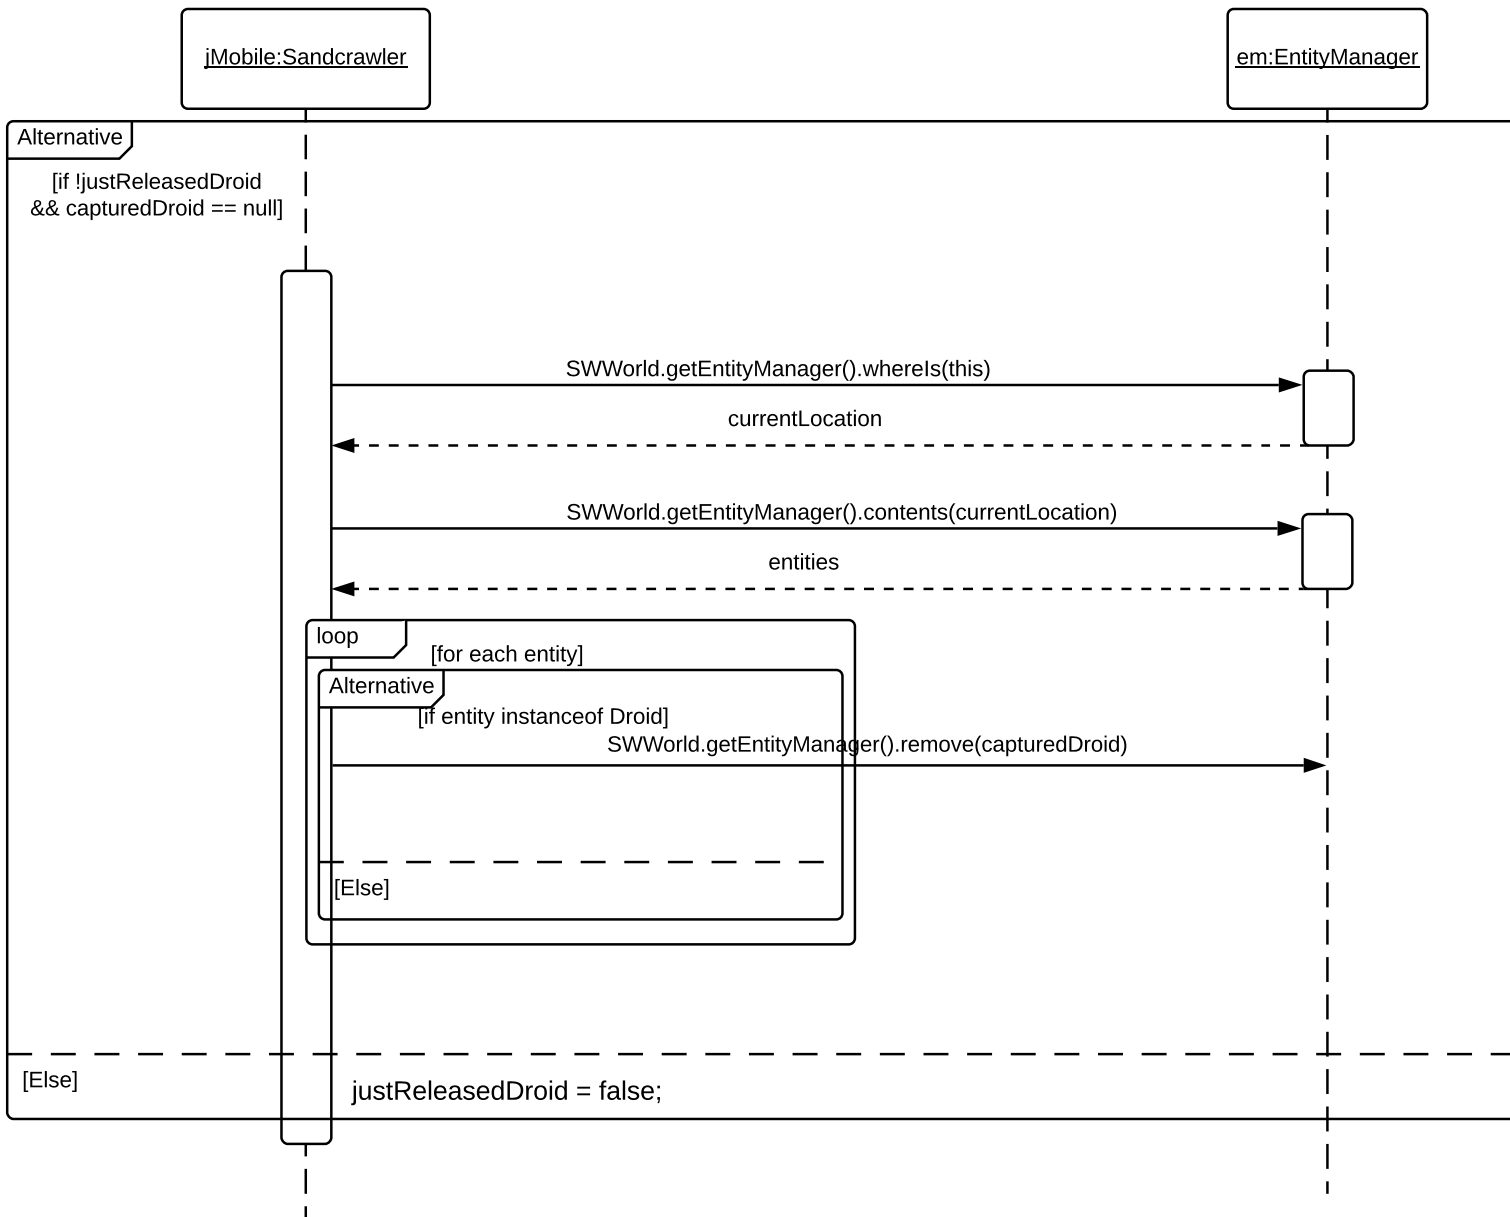 jMobile:Sandcrawler
em:EntityManager
Alternative
[if !justReleasedDroid
&& capturedDroid == null]
SWWorld.getEntityManager().whereIs(this)
currentLocation
SWWorld.getEntityManager().contents(currentLocation)
entities
loop
[for each entity]
Alternative
[if entity instanceof Droid]
SWWorld.getEntityManager().remove(capturedDroid)
[Else]
[Else]
justReleasedDroid = false;